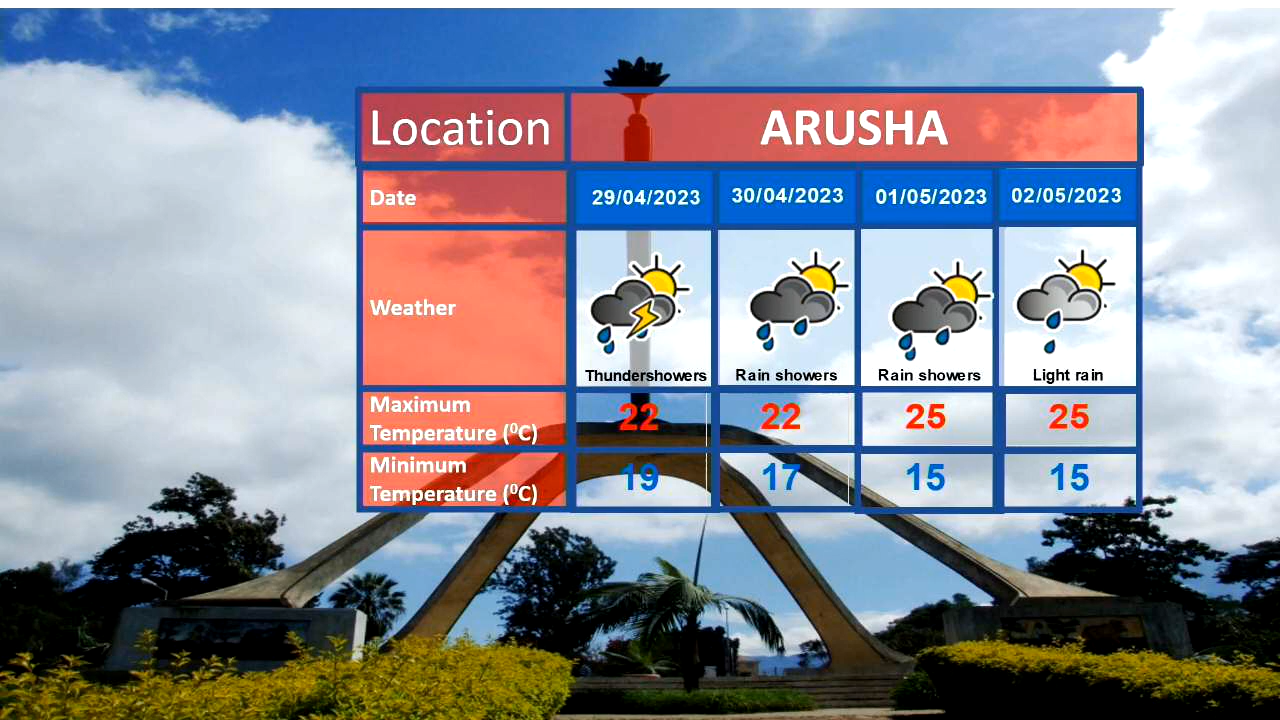 Location ARUSHA
Date 29/04/2023 30/04/2023 01/05/2023 02/05/2023
Weather
Thundershowers Rain showers Rain showers Light rain
Maximum
Temperature (⁰C) 22 22 25 25
Minimum
Temperature (⁰C) 19 17 15 15